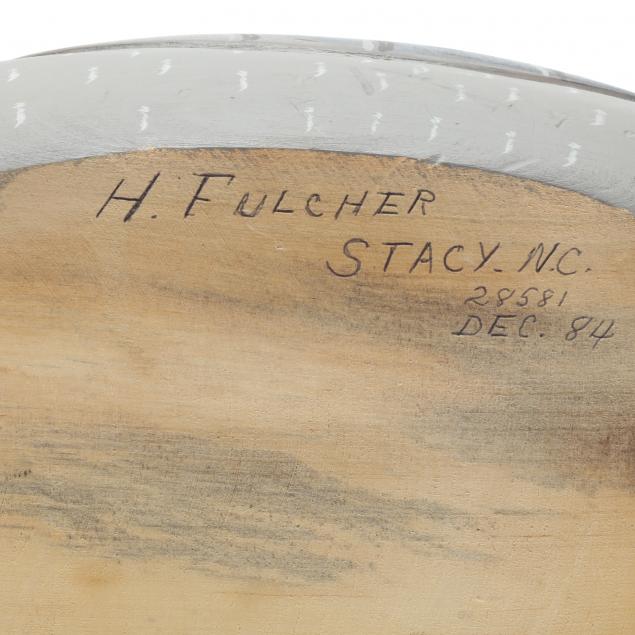 H. FULCHER
STACY. N.C.
28581
DEC. 84